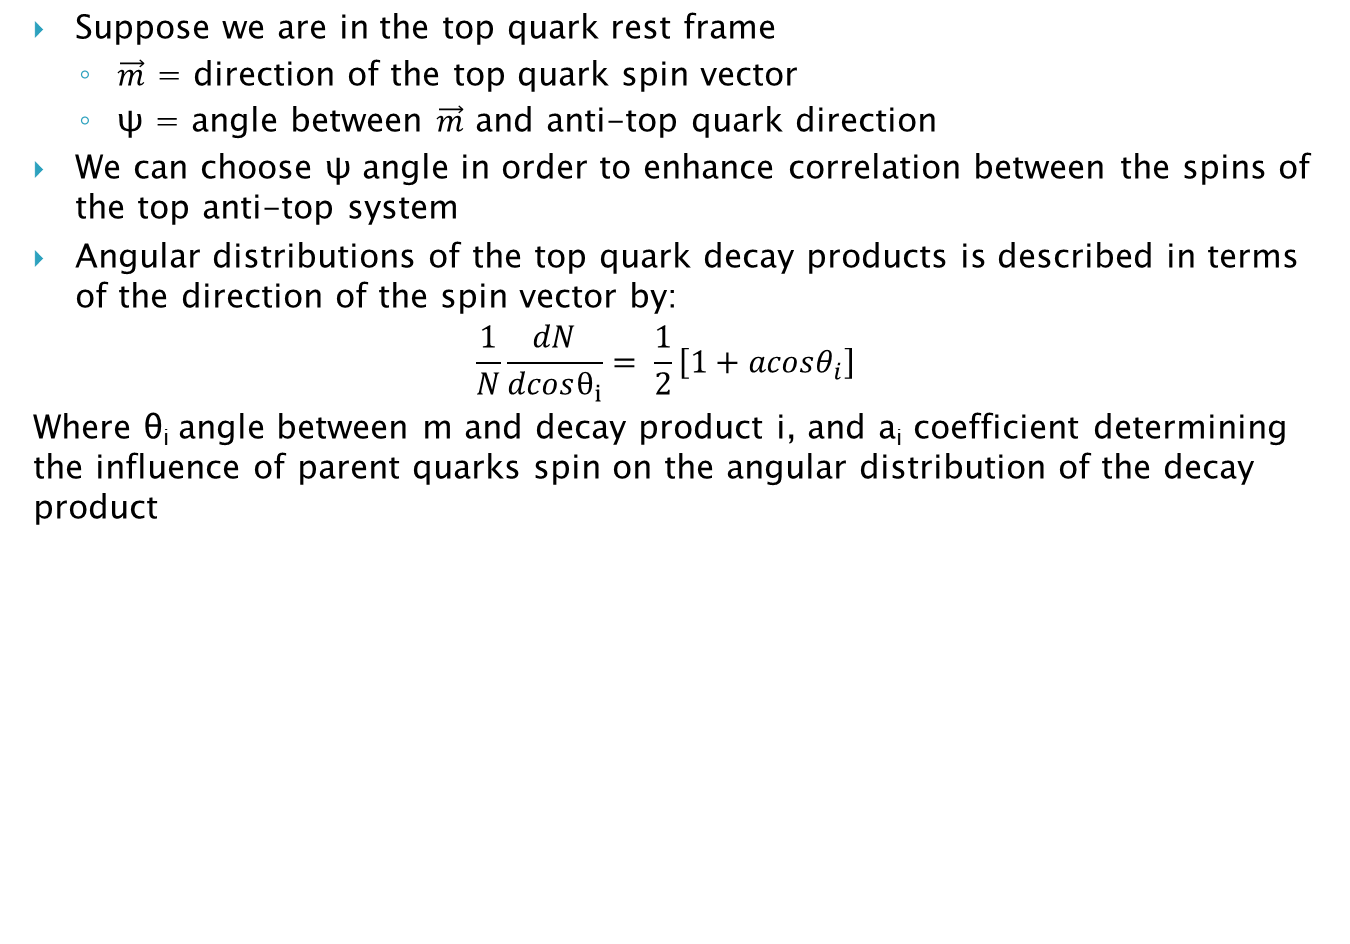 Suppose we are in the top quark rest frame
m⃗ = direction of the top quark spin vector
ψ = angle between m⃗ and anti-top quark direction
We can choose ψ angle in order to enhance correlation between the spins of
the top anti-top system
Angular distributions of the top quark decay products is described in terms
of the direction of the spin vector by:
1/N dN/dcosθᵢ = 1/2 [1 + acosθᵢ]
Where θᵢ angle between m and decay product i, and aᵢ coefficient determining
the influence of parent quarks spin on the angular distribution of the decay
product